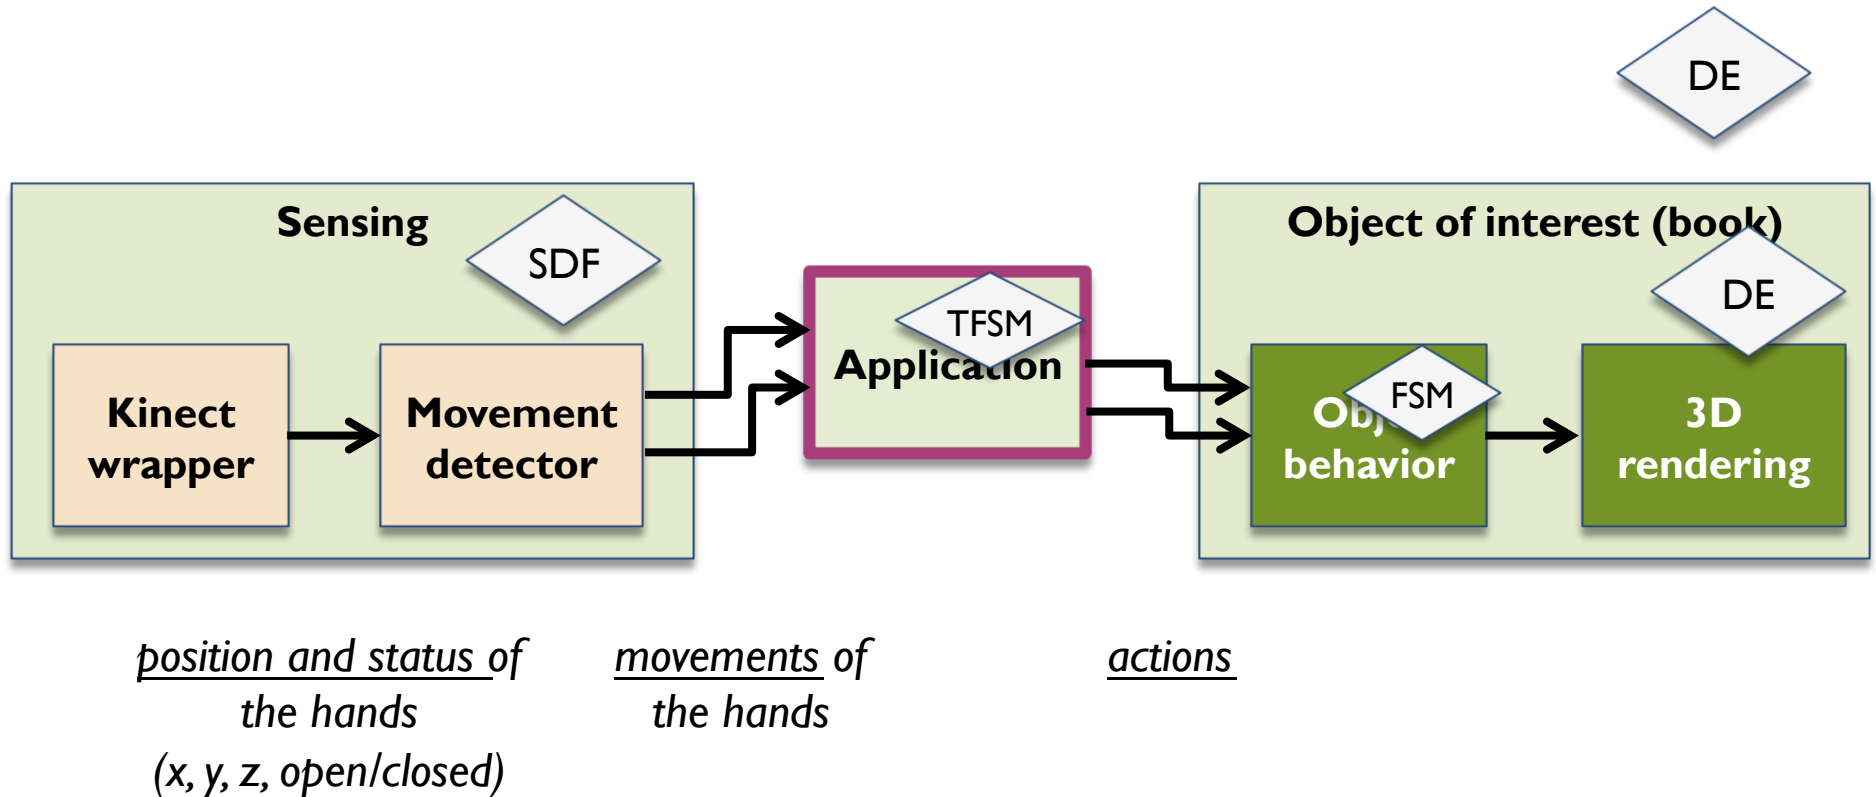 DE
Sensing
SDF
Kinect
wrapper
Movement
detector
TFSM
Application
Object of interest (book)
DE
FSM
behavior
3D
rendering
position and status of
the hands
(x, y, z, open/closed)
movements of
the hands
actions